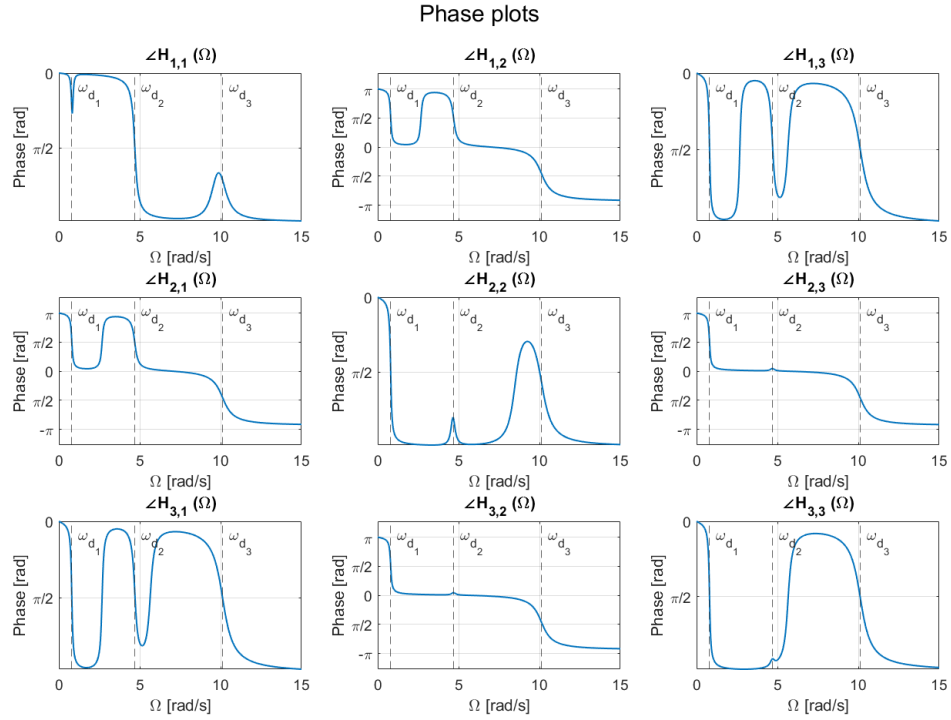 Phase plots
∠H1,1 (Ω)
Phase [rad]
0
π/2
ωd1
ωd2
ωd3
0 5 10 15
Ω [rad/s]
∠H1,2 (Ω)
Phase [rad]
π
π/2
0
π/2
-π
ωd1
ωd2
ωd3
0 5 10 15
Ω [rad/s]
∠H1,3 (Ω)
Phase [rad]
0
π/2
ωd1
ωd2
ωd3
0 5 10 15
Ω [rad/s]
∠H2,1 (Ω)
Phase [rad]
π
π/2
0
π/2
-π
ωd1
ωd2
ωd3
0 5 10 15
Ω [rad/s]
∠H2,2 (Ω)
Phase [rad]
0
π/2
ωd1
ωd2
ωd3
0 5 10 15
Ω [rad/s]
∠H2,3 (Ω)
Phase [rad]
π
π/2
0
π/2
-π
ωd1
ωd2
ωd3
0 5 10 15
Ω [rad/s]
∠H3,1 (Ω)
Phase [rad]
0
π/2
ωd1
ωd2
ωd3
0 5 10 15
Ω [rad/s]
∠H3,2 (Ω)
Phase [rad]
π
π/2
0
π/2
-π
ωd1
ωd2
ωd3
0 5 10 15
Ω [rad/s]
∠H3,3 (Ω)
Phase [rad]
0
π/2
ωd1
ωd2
ωd3
0 5 10 15
Ω [rad/s]